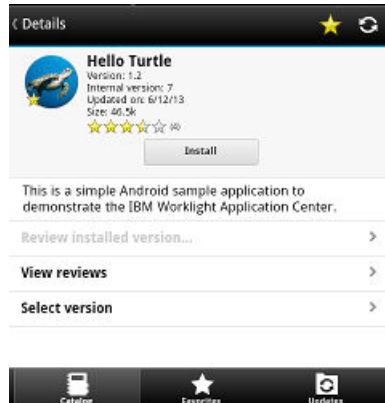 Details
Hello Turtle
Version: 1.2
Internal version: 7
Updated on: 6/12/13
Size: 46.5k
(4)
Install
This is a simple Android sample application to
demonstrate the IBM Worklight Application Center.
Review installed version...
View reviews
Select version
Catalog Favorites Updates